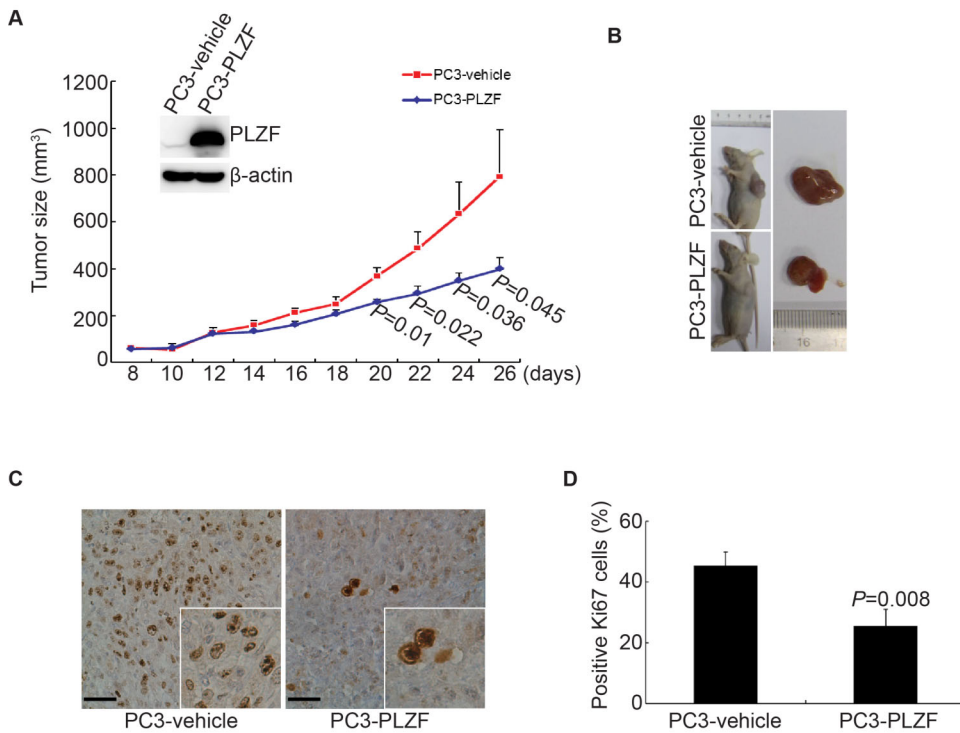 A
PC3-vehicle
PC3-PLZF
PLZF
β-actin
PC3-vehicle
PC3-PLZF
Tumor size (mm³)
1200
1000
800
600
400
200
0
P=0.01
P=0.022
P=0.036
P=0.045
8 10 12 14 16 18 20 22 24 26 (days)
B
PC3-vehicle
PC3-PLZF
16
C
PC3-vehicle
PC3-PLZF
D
Positive Ki67 cells (%)
60
40
20
0
P=0.008
PC3-vehicle
PC3-PLZF